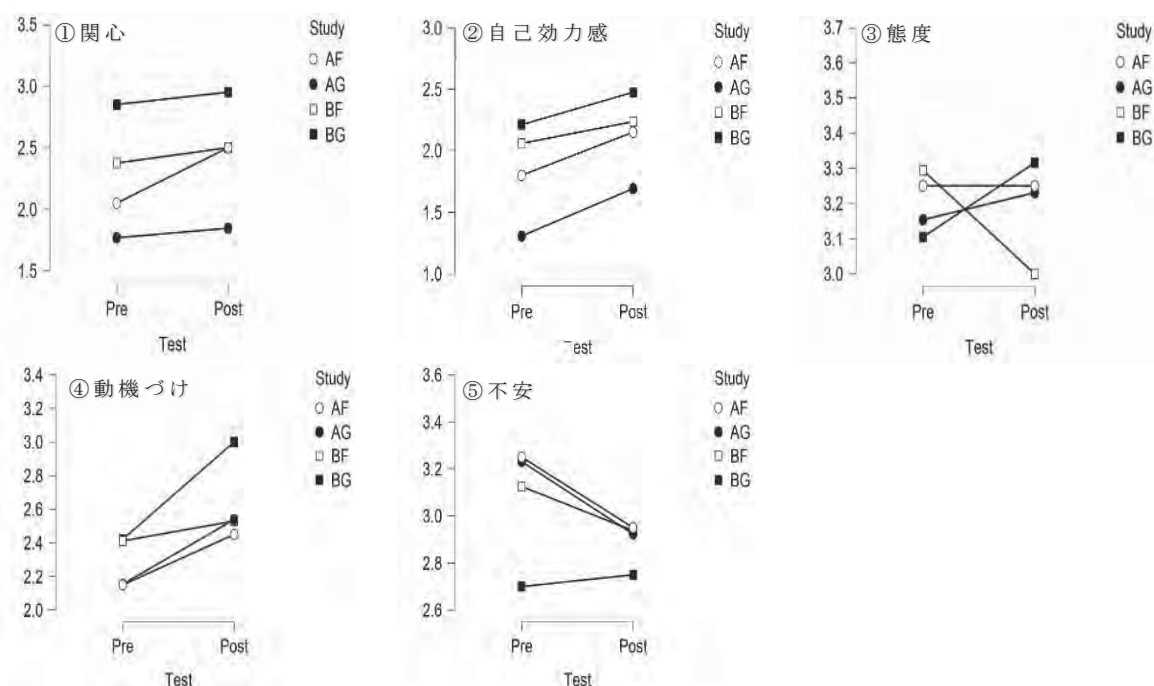 ①関心
3.5
3.0
2.5
2.0
1.5
Pre
Post
Test
Study
AF
AG
BF
BG
②自己効力感
3.0
2.5
2.0
1.5
1.0
Pre
Post
Test
Study
AF
AG
BF
BG
③態度
3.7
3.6
3.5
3.4
3.3
3.2
3.1
3.0
Pre
Post
Test
Study
AF
AG
BF
BG
④動機づけ
3.4
3.2
3.0
2.8
2.6
2.4
2.2
2.0
Pre
Post
Test
Study
AF
AG
BF
BG
⑤不安
3.6
3.4
3.2
3.0
2.8
2.6
Pre
Post
Test
Study
AF
AG
BF
BG